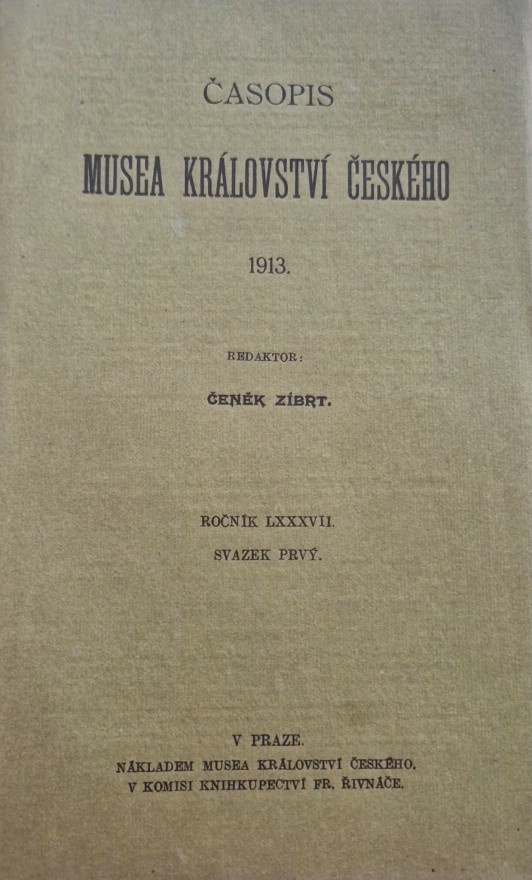 ČASOPIS
MUSEA KRÁLOVSTVÍ ČESKÉHO
1913.
REDAKTOR:
ČENĚK ZÍBRT.
ROČNÍK LXXXVII.
SVAZEK PRVÝ.
V PRAZE.
NÁKLADEM MUSEA KRÁLOVSTVÍ ČESKÉHO.
V KOMISI KNIHKUPECTVÍ FR. ŘIVNÁČE.